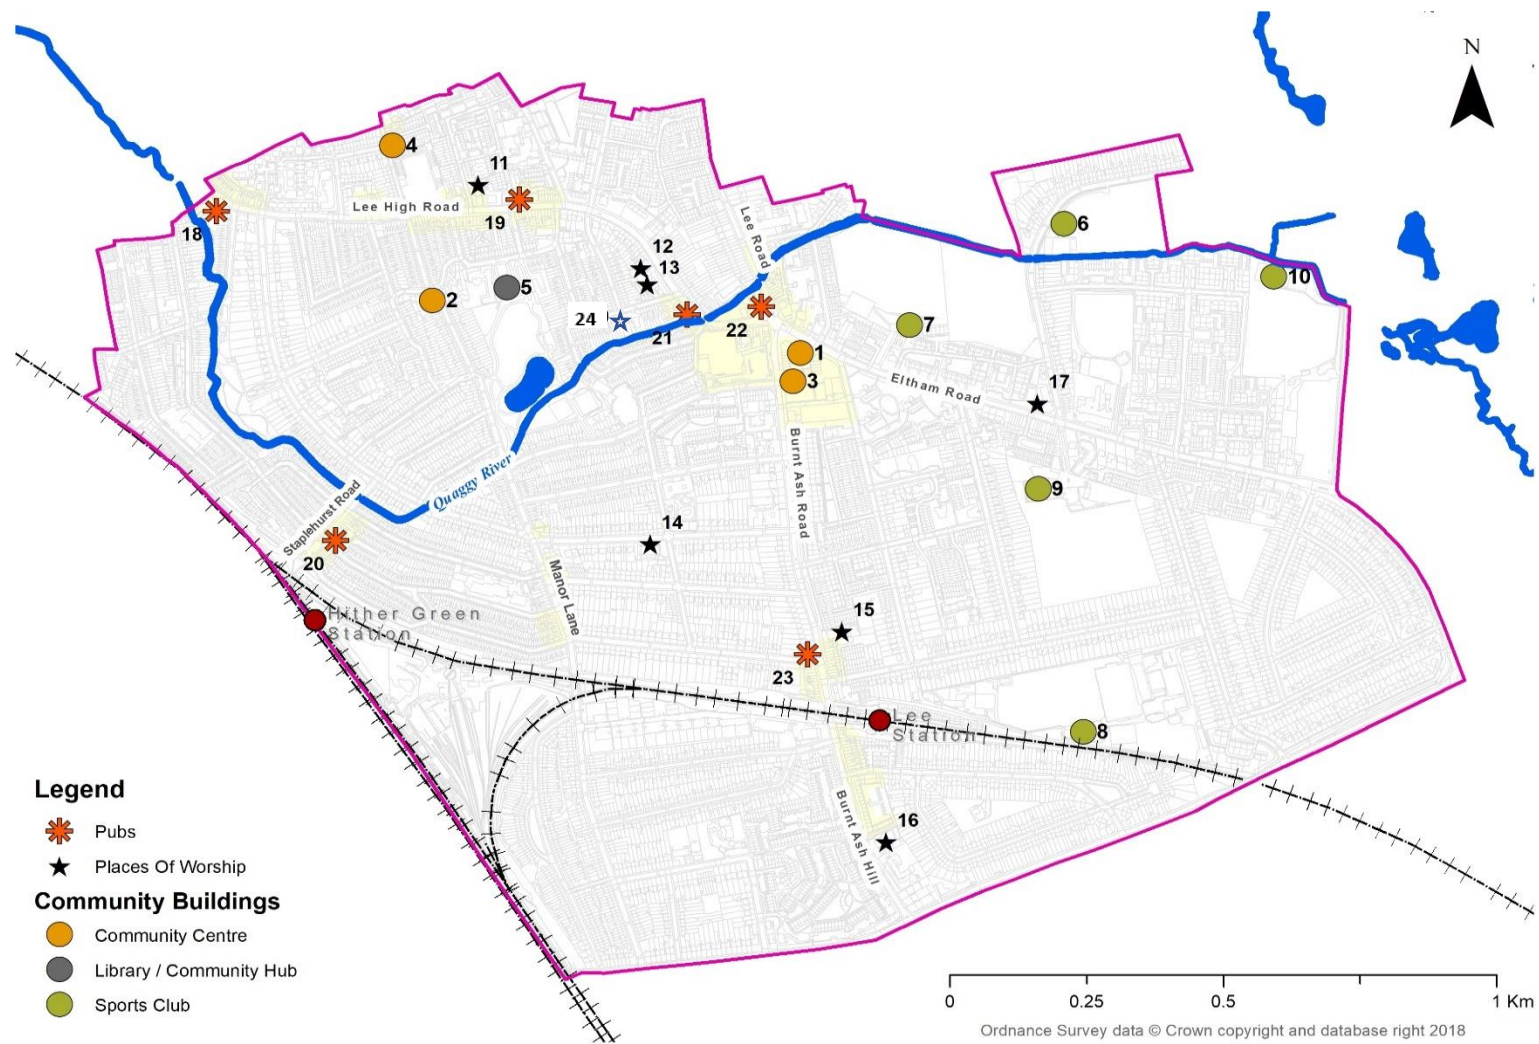 N
4
11
Lee High Road
19
18
12
13
Lee Road
6
10
2
5
24
21
22
7
1
3
Eltham Road
17
Burnt Ash Road
9
Quaggy River
Staplehurst Road
20
14
Manor Lane
Hither Green
Station
15
23
Lee
Station
8
Burnt Ash Hill
16
Legend
Pubs
Places Of Worship
Community Buildings
Community Centre
Library / Community Hub
Sports Club
0 0.25 0.5 1 Km
Ordnance Survey data © Crown copyright and database right 2018